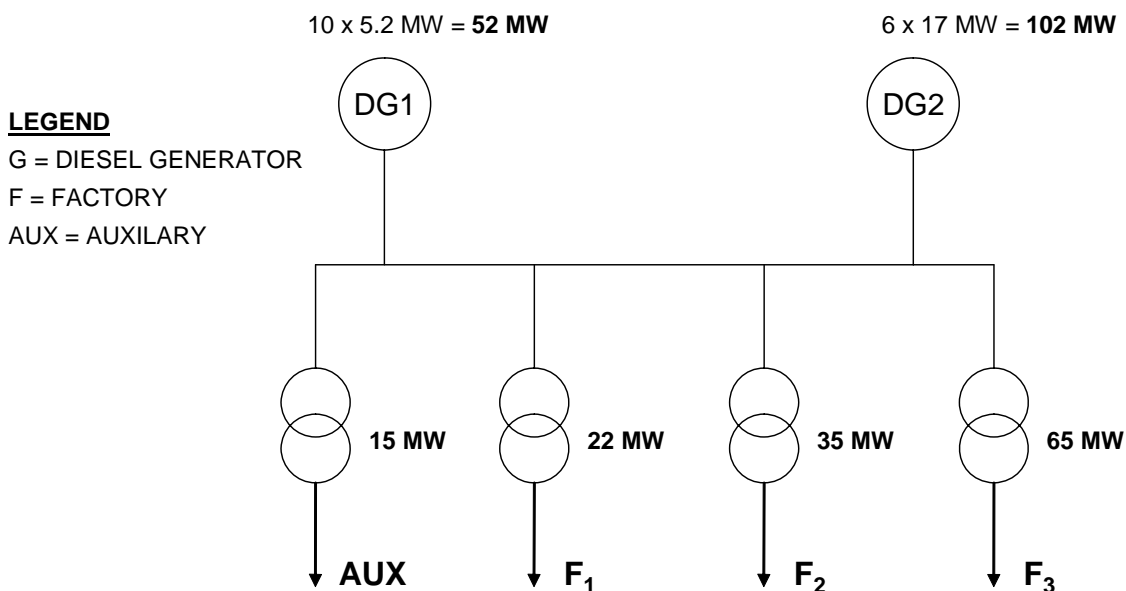 10 x 5.2 MW = 52 MW
6 x 17 MW = 102 MW
DG1
DG2
LEGEND
G = DIESEL GENERATOR
F = FACTORY
AUX = AUXILARY
15 MW
22 MW
35 MW
65 MW
AUX
F₁
F₂
F₃